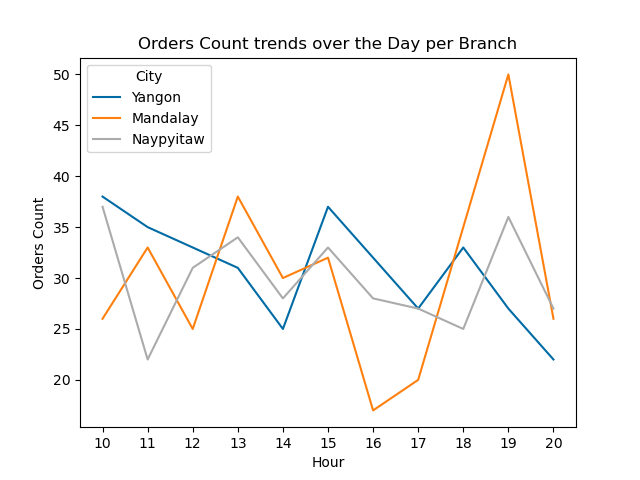 Orders Count trends over the Day per Branch
City
Yangon
Mandalay
Naypyitaw
Orders Count
50
45
40
35
30
25
20
10 11 12 13 14 15 16 17 18 19 20
Hour